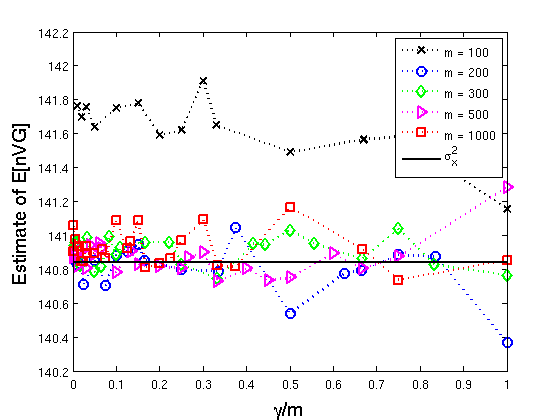 142.2
142
141.8
141.6
141.4
141.2
141
140.8
140.6
140.4
140.2
Estimate of E[nVG]
m = 100
m = 200
m = 300
m = 500
m = 1000
σ²ₓ
0 0.1 0.2 0.3 0.4 0.5 0.6 0.7 0.8 0.9 1
γ/m